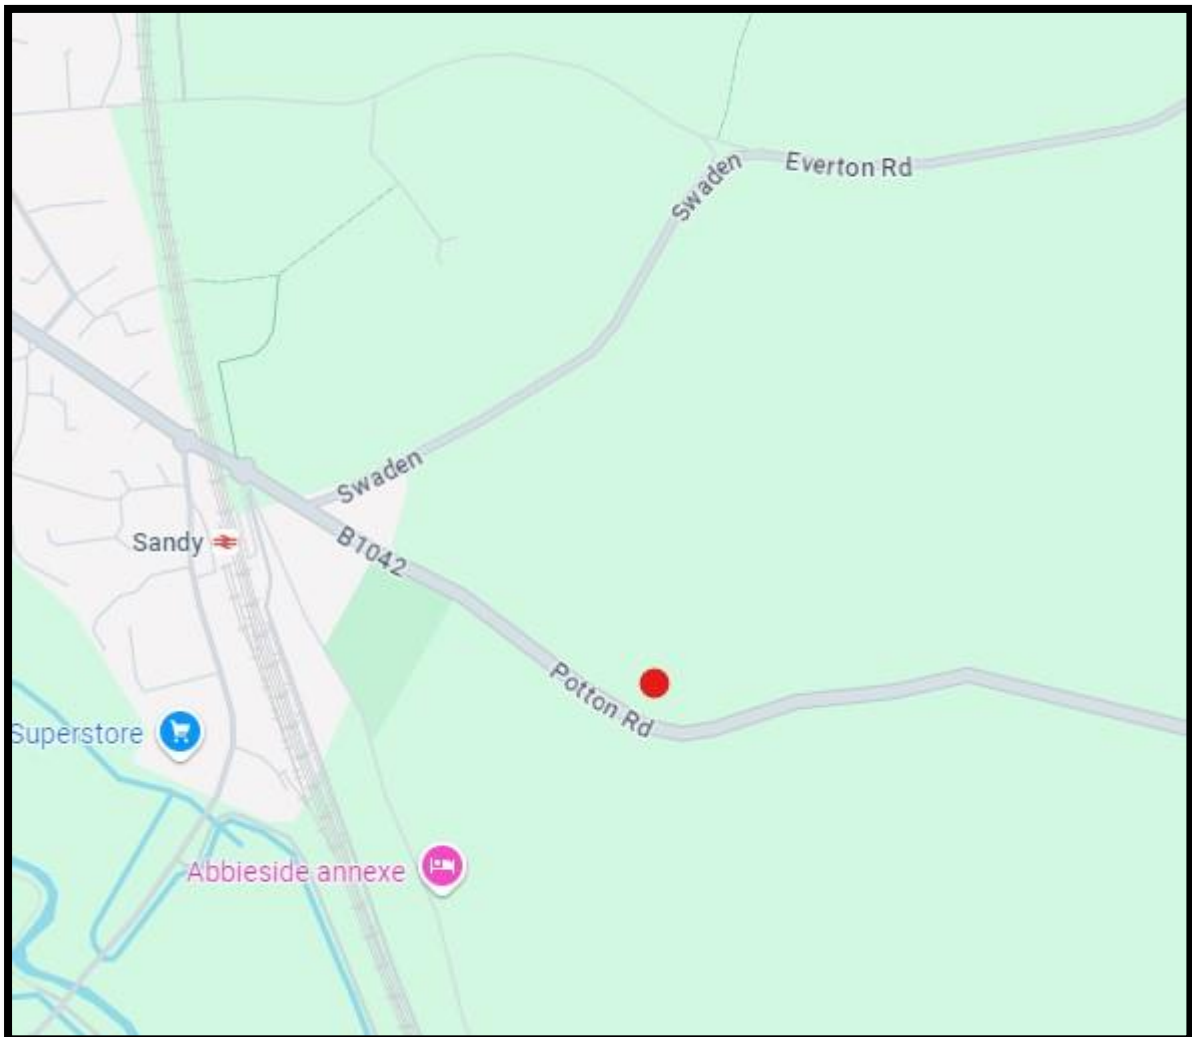 Everton Rd
Swaden
Swaden
B1042
Sandy
Potton Rd
Superstore
Abbieside annexe